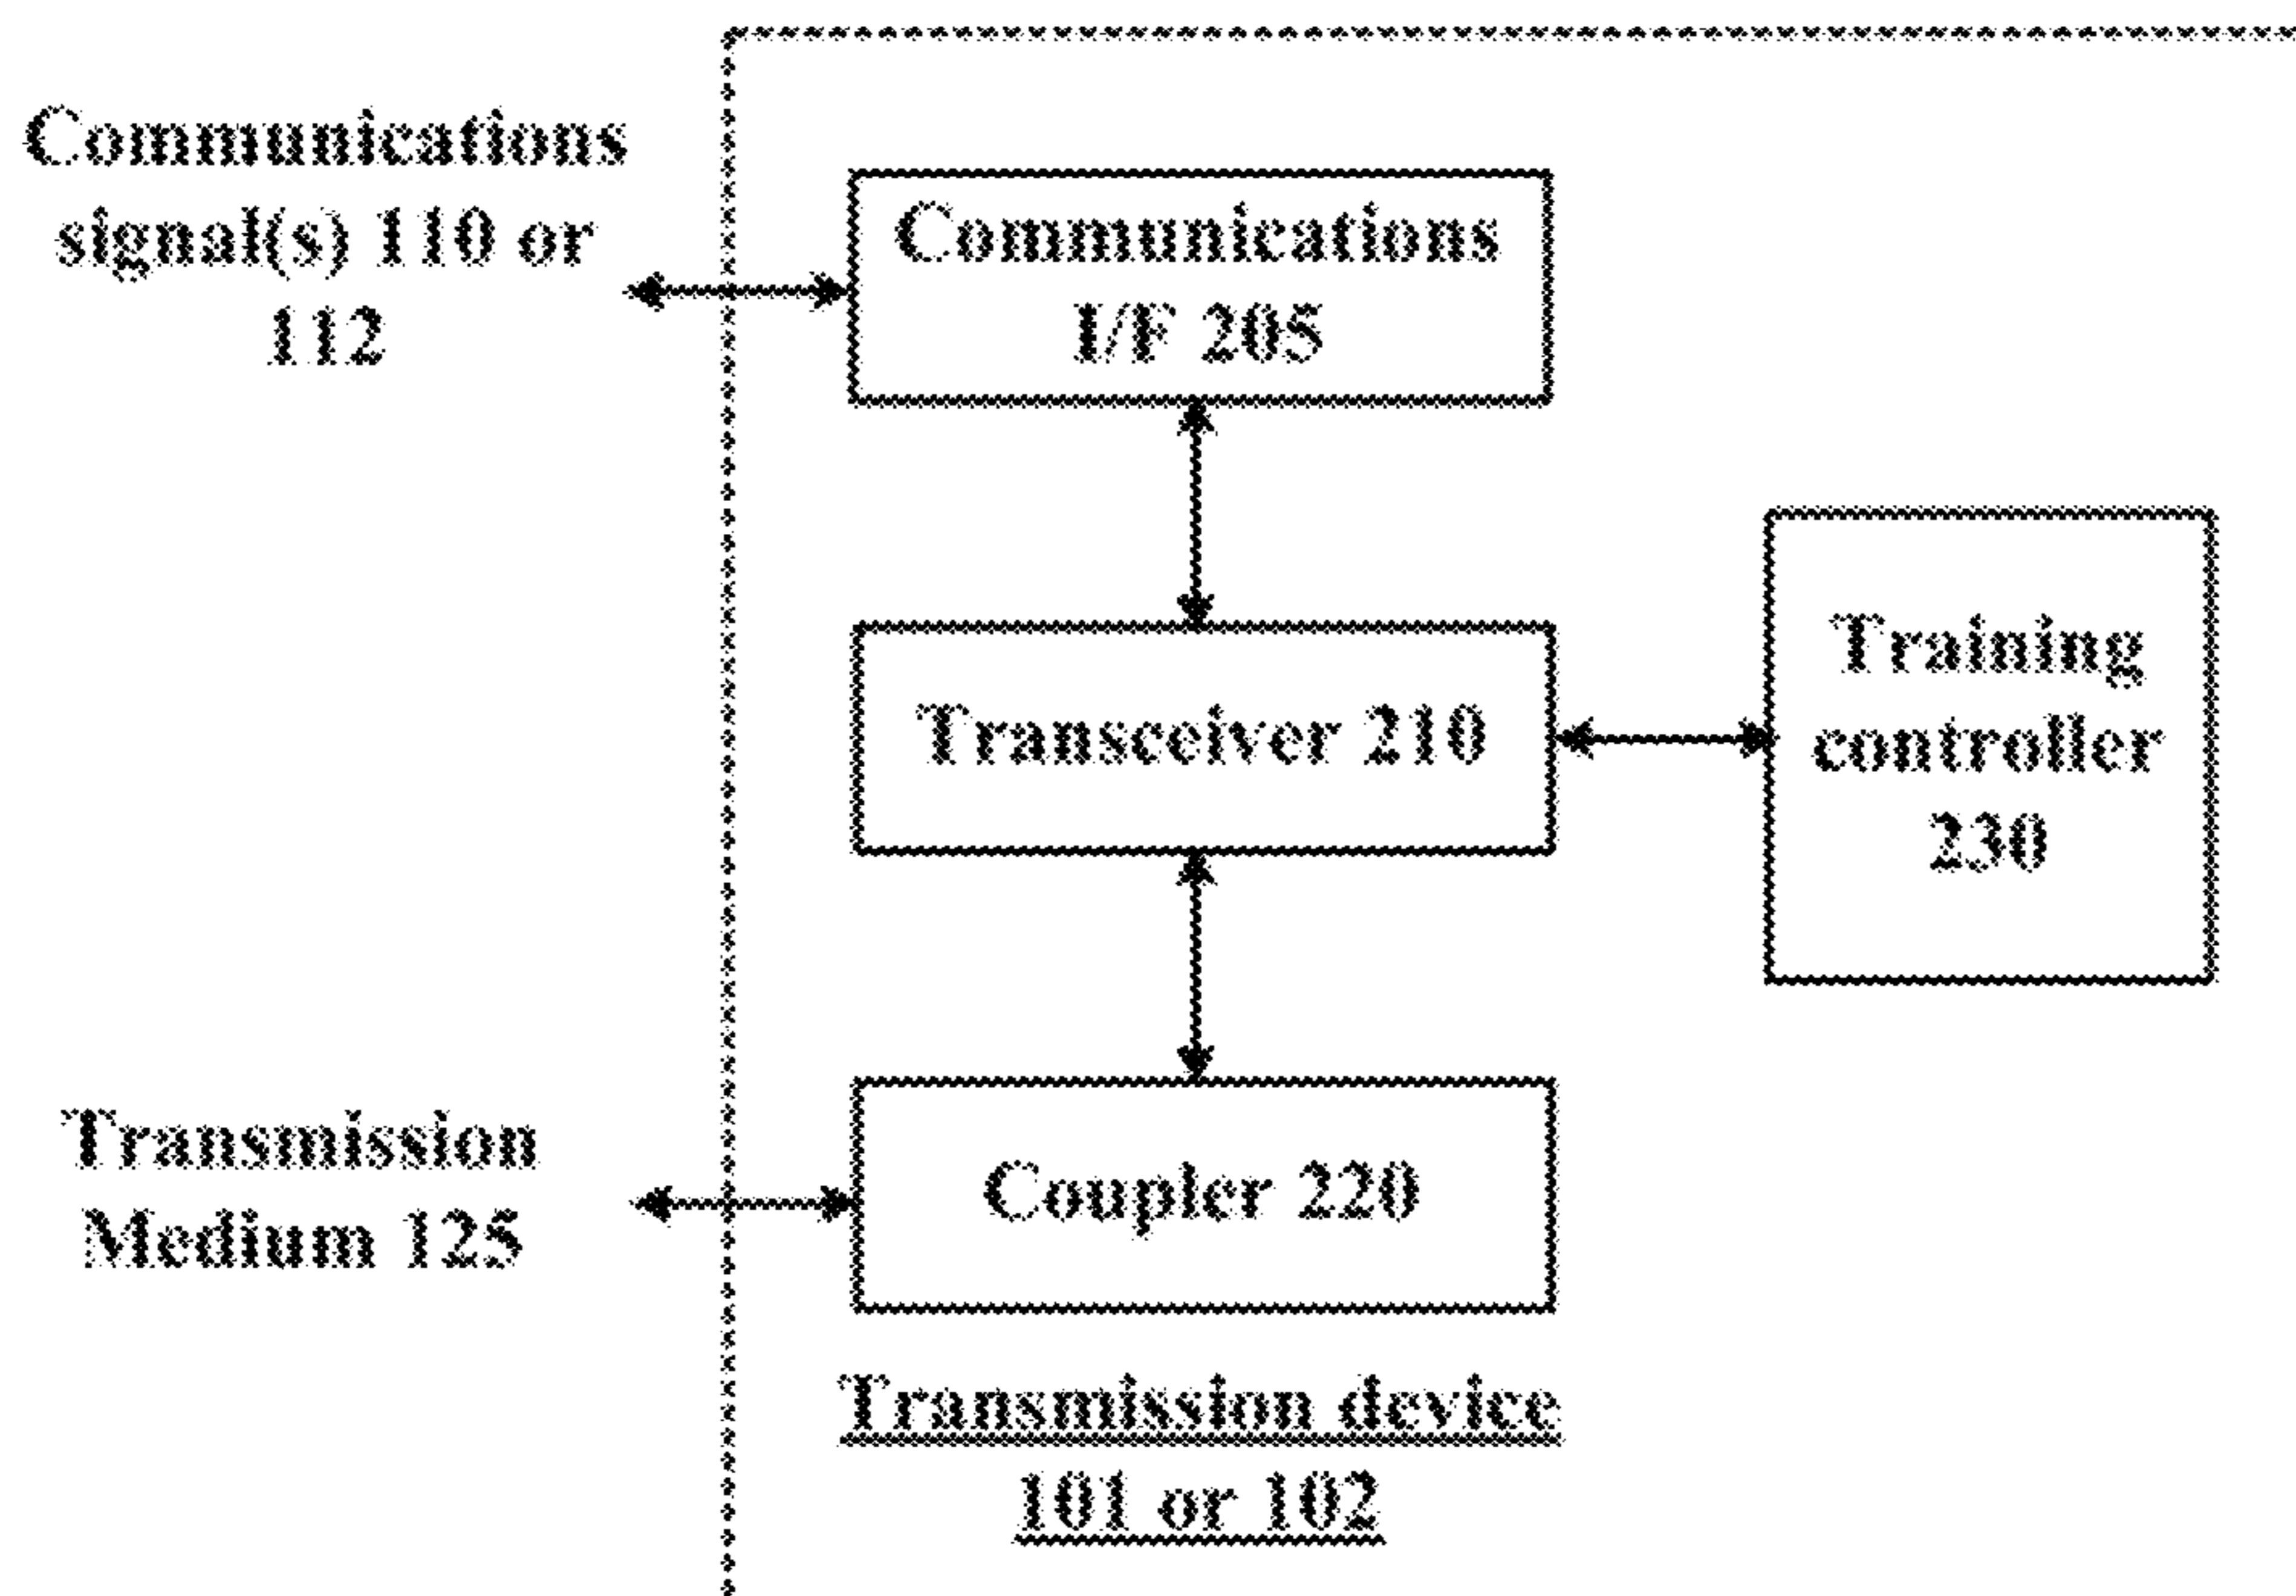 Communications
signal(s) 110 or
112
Communications
I/F 205
Transceiver 210
Training
controller
230
Transmission
Medium 125
Coupler 220
Transmission device
101 or 102